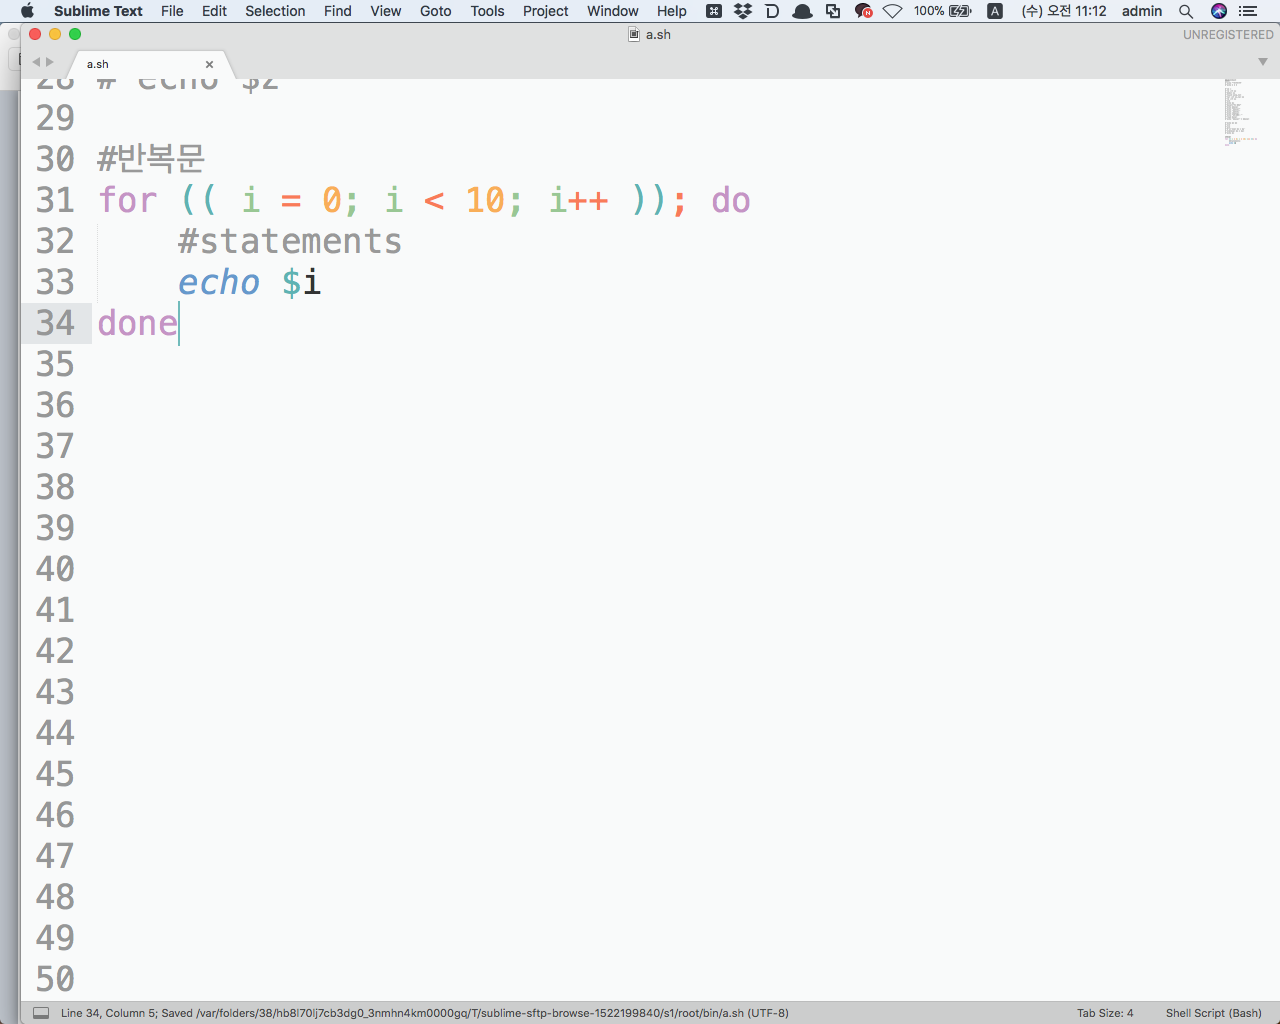 Sublime Text File Edit Selection Find View Goto Tools Project Window Help 100% A (수) 오전 11:12 admin
a.sh
UNREGISTERED
a.sh
28 # echo $z
29
30 #반복문
31 for (( i = 0; i < 10; i++ )); do
32 #statements
33 echo $i
34 done
35
36
37
38
39
40
41
42
43
44
45
46
47
48
49
50
Line 34, Column 5; Saved /var/folders/38/hb8l70lj7cb3dg0_3nmhn4km0000gq/T/sublime-sftp-browse-1522199840/s1/root/bin/a.sh (UTF-8) Tab Size: 4 Shell Script (Bash)